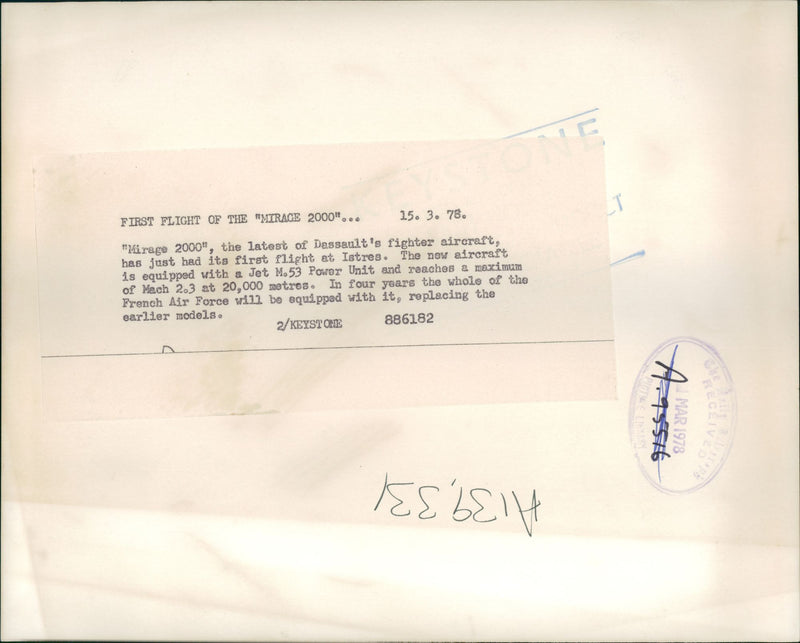 FIRST FLIGHT OF THE "MIRAGE 2000"... 15. 3. 78.
"Mirage 2000", the latest of Dassault's fighter aircraft,
has just had its first flight at Istres. The new aircraft
is equipped with a Jet M.53 Power Unit and reaches a maximum
of Mach 2.3 at 20,000 metres. In four years the whole of the
French Air Force will be equipped with it, replacing the
earlier models.
2/KEYSTONE 886182
KEYSTONE
RECEIVED
MAR 1978
A.95516
A139,331